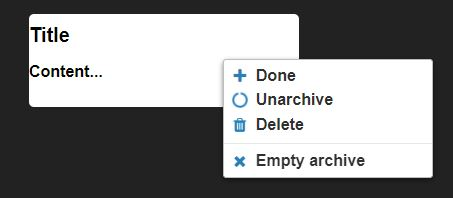 Title
Content...
Done
Unarchive
Delete
Empty archive